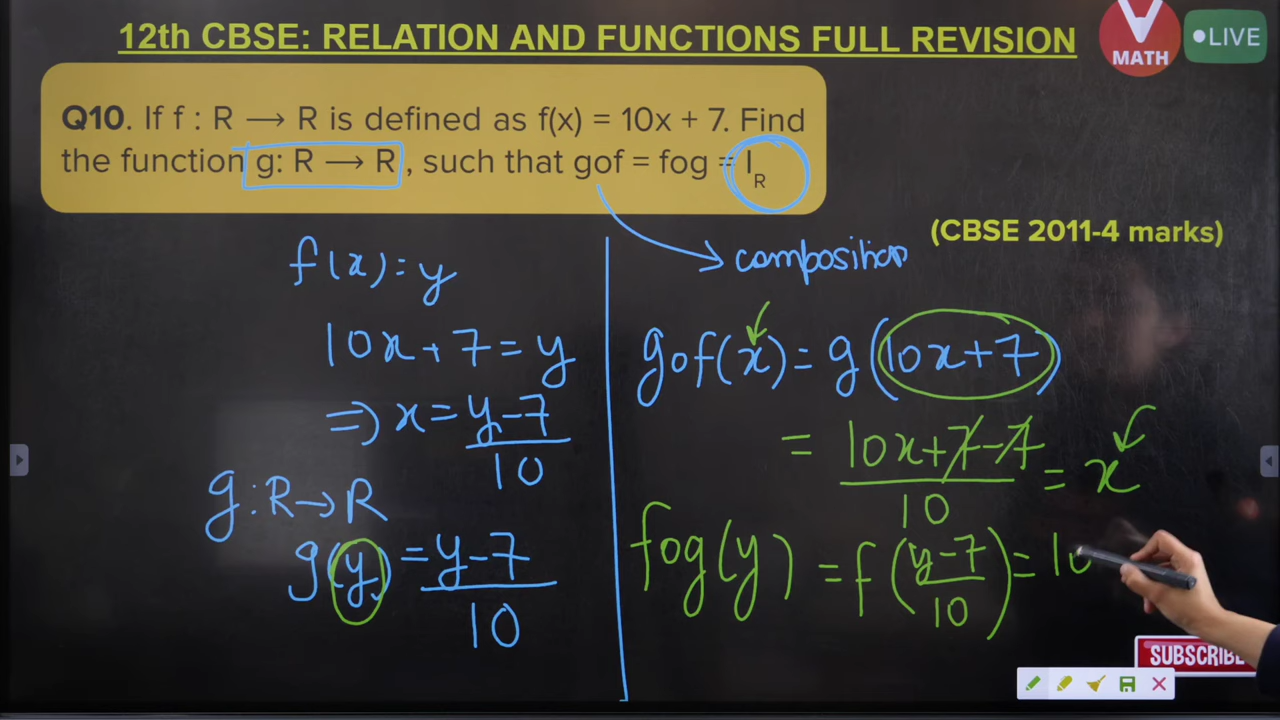 12th CBSE: RELATION AND FUNCTIONS FULL REVISION
V MATH
LIVE
Q10. If f : R → R is defined as f(x) = 10x + 7. Find
the function g: R → R , such that gof = fog = I_R
(CBSE 2011-4 marks)
f(x) = y
10x + 7 = y
⇒ x = (y-7)/10
g : R → R
g(y) = (y-7)/10
composition
gof(x) = g(10x+7)
= (10x+7-7)/10 = x
fog(y) = f((y-7)/10) = 10
SUBSCRIBE